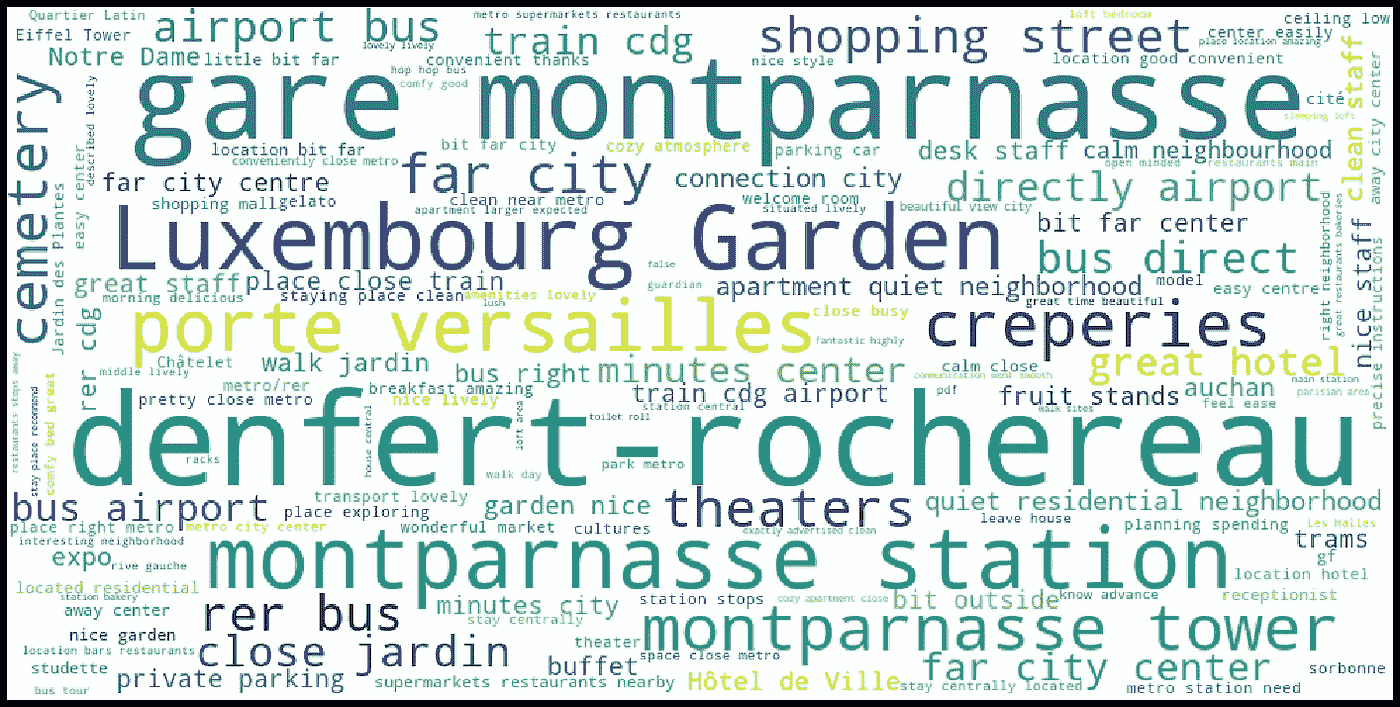 Quartier Latin
metro supermarkets restaurants
loft bedroom
ceiling low
Eiffel Tower
airport bus
lovely lively
train cdg
shopping street
center easily
place location amazing
Notre Dame
little bit far
convenient thanks
nice style
location good convenient
clean staff
away city center
hop hop bus
comfy good
cemetery
described lovely
gare montparnasse
cité
sleeping loft
location bit far
conveniently close metro
bit far city
cozy atmosphere
parking car
desk staff
calm neighbourhood
open minded
restaurants main
easy center
far city centre
far city
connection city
directly airport
shopping mall
gelato
clean near metro
apartment larger expected
welcome room
situated lively
beautiful view city
bit far center
Jardin des Plantes
Luxembourg Garden
right neighborhood
great restaurants bakeries
nice staff
precise instructions
bus direct
false
guardian
great staff
place close train
apartment quiet neighborhood
model
easy centre
morning delicious
staying place clean
amenities lovely
lush
great time beautiful
rer cdg
porte versailles
close busy
creperies
fantastic highly
Châtelet
walk jardin
bus right
minutes center
calm close
great hotel
middle lively
communication went smooth
restaurants stops away
stay place recommend
comfy bed great
metro/rer
breakfast amazing
train cdg airport
pdf
fruit stands
auchan
main station
parisian area
pretty close metro
nice lively
station central
walk sites
feel ease
house central
loft area
toilet roll
denfert-rochereau
racks
walk day
park metro
bus airport
transport lovely
place exploring
garden nice
theaters
quiet residential neighborhood
leave house
place right metro
metro city center
wonderful market
cultures
exactly advertised clean
planning spending
Les Halles
interesting neighborhood
montparnasse station
trams
expo
rive gauche
gf
location hotel
located residential
station bakery
away center
rer bus
minutes city
stay centrally
station stops
cozy apartment close
bit outside
know advance
receptionist
nice garden
theater
montparnasse tower
location bars restaurants
close jardin
space close metro
studette
buffet
far city center
sorbonne
private parking
supermarkets restaurants nearby
Hôtel de Ville
stay centrally located
metro station need
bus tour